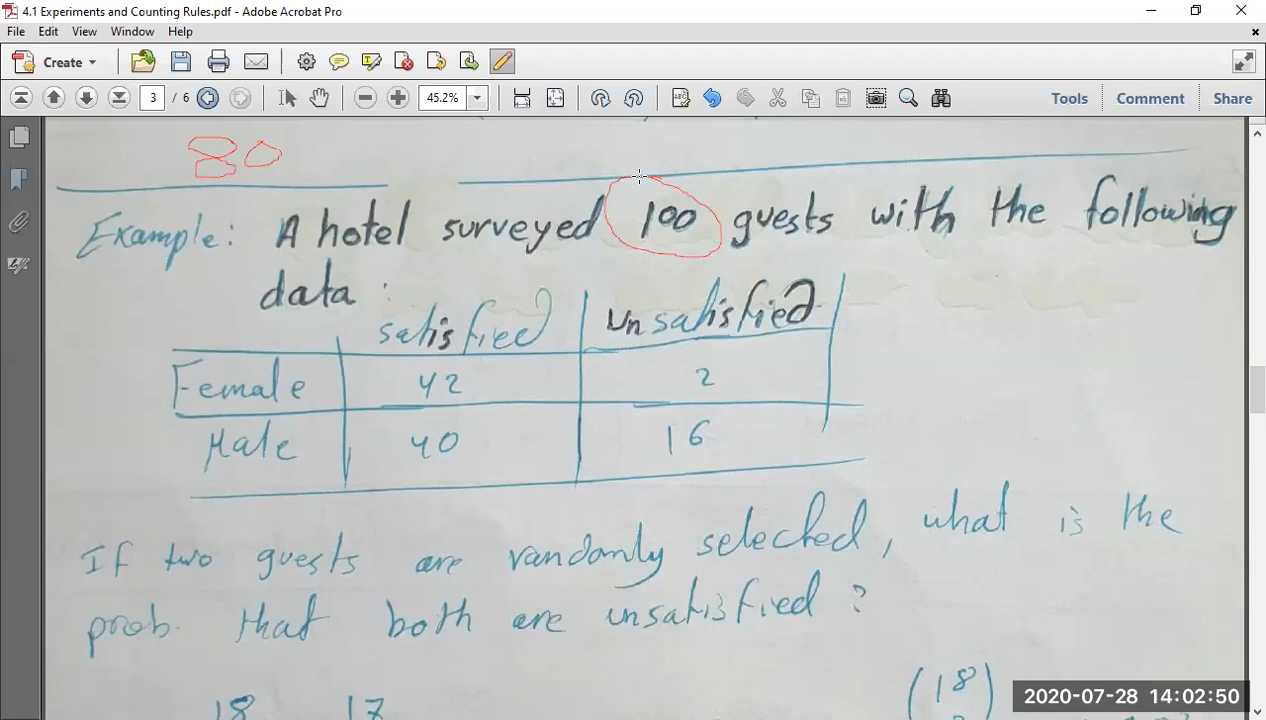 4.1 Experiments and Counting Rules.pdf - Adobe Acrobat Pro
File Edit View Window Help
Create
3 / 6 45.2% Tools Comment Share
80
Example: A hotel surveyed 100 guests with the following
data:
satisfied unsatisfied
Female 42 2
Male 40 16
If two guests are randomly selected, what is the
prob. that both are unsatisfied?
18 17 (18
2020-07-28 14:02:50